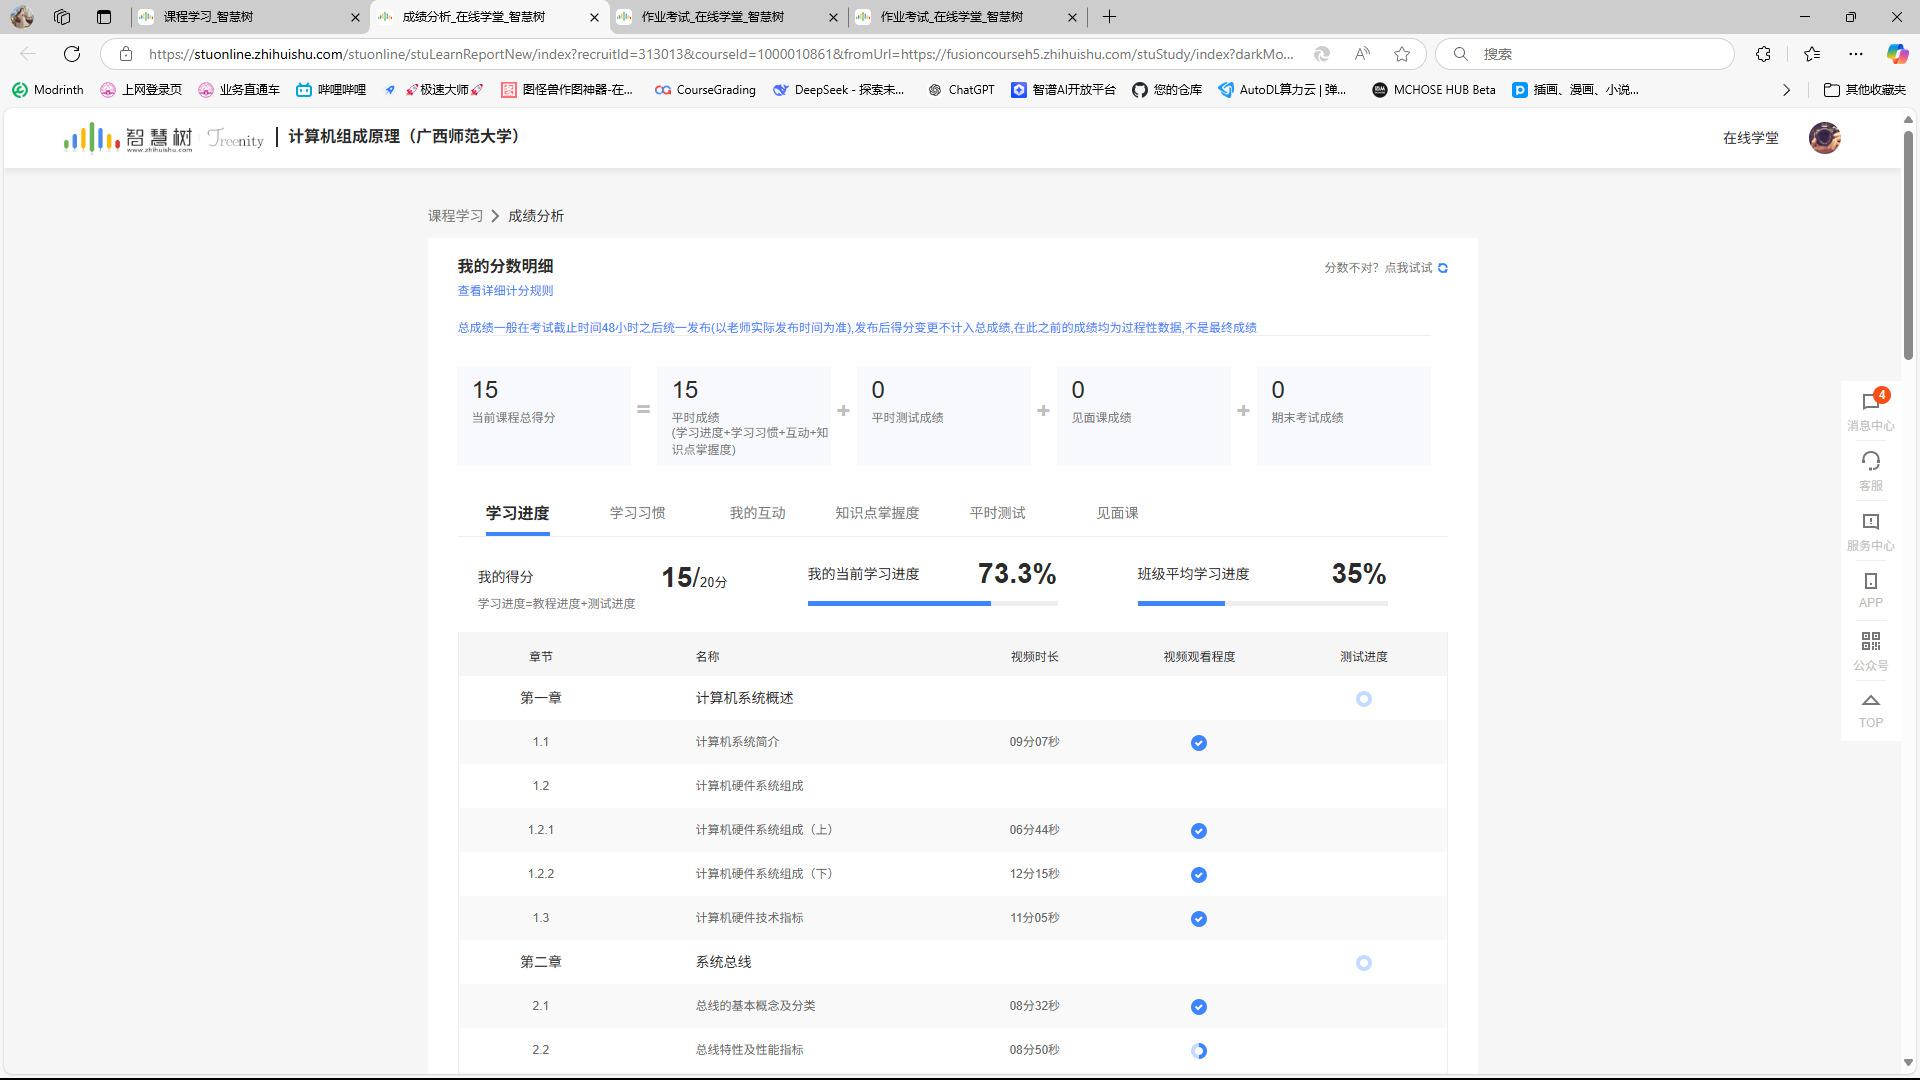 课程学习_智慧树
成绩分析_在线学堂_智慧树
作业考试_在线学堂_智慧树
作业考试_在线学堂_智慧树
https://stuonline.zhihuishu.com/stuonline/stuLearnReportNew/index?recruitId=313013&courseId=1000010861&fromUrl=https://fusioncourseh5.zhihuishu.com/stuStudy/index?darkMo...
搜索
Modrinth
上网登录页
业务直通车
哔哩哔哩
🚀极速大师🚀
图怪兽作图神器-在...
CourseGrading
DeepSeek - 探索未...
ChatGPT
智谱AI开放平台
您的仓库
AutoDL算力云 | 弹...
MCHOSE HUB Beta
插画、漫画、小说...
其他收藏夹
智慧树
www.zhihuishu.com
Treenity
计算机组成原理（广西师范大学）
在线学堂
课程学习 > 成绩分析
我的分数明细
分数不对？点我试试
查看详细计分规则
总成绩一般在考试截止时间48小时之后统一发布(以老师实际发布时间为准),发布后得分变更不计入总成绩,在此之前的成绩均为过程性数据,不是最终成绩
15
当前课程总得分
=
15
平时成绩
(学习进度+学习习惯+互动+知
识点掌握度)
+
0
平时测试成绩
+
0
见面课成绩
+
0
期末考试成绩
学习进度 学习习惯 我的互动 知识点掌握度 平时测试 见面课
我的得分 15/20分
学习进度=教程进度+测试进度
我的当前学习进度 73.3%
班级平均学习进度 35%
章节 名称 视频时长 视频观看程度 测试进度
第一章 计算机系统概述
1.1 计算机系统简介 09分07秒
1.2 计算机硬件系统组成
1.2.1 计算机硬件系统组成（上） 06分44秒
1.2.2 计算机硬件系统组成（下） 12分15秒
1.3 计算机硬件技术指标 11分05秒
第二章 系统总线
2.1 总线的基本概念及分类 08分32秒
2.2 总线特性及性能指标 08分50秒
4
消息中心
客服
服务中心
APP
公众号
TOP